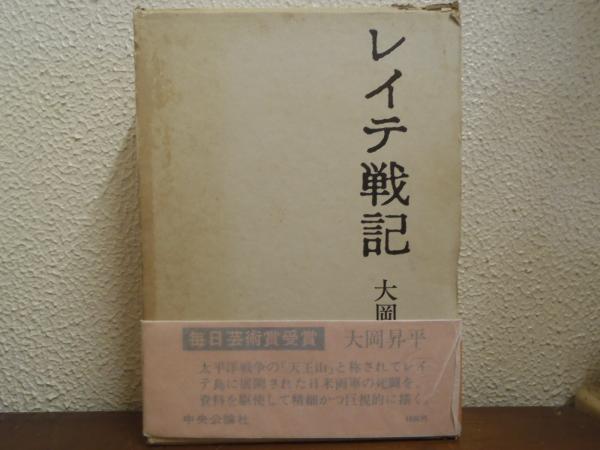 レイテ戦記
大岡
毎日芸術賞受賞
大岡昇平
太平洋戦争の「天王山」と称されてレイ
テ島に展開された日米両軍の死闘を、
資料を駆使して精細かつ巨視的に描く。
中央公論社